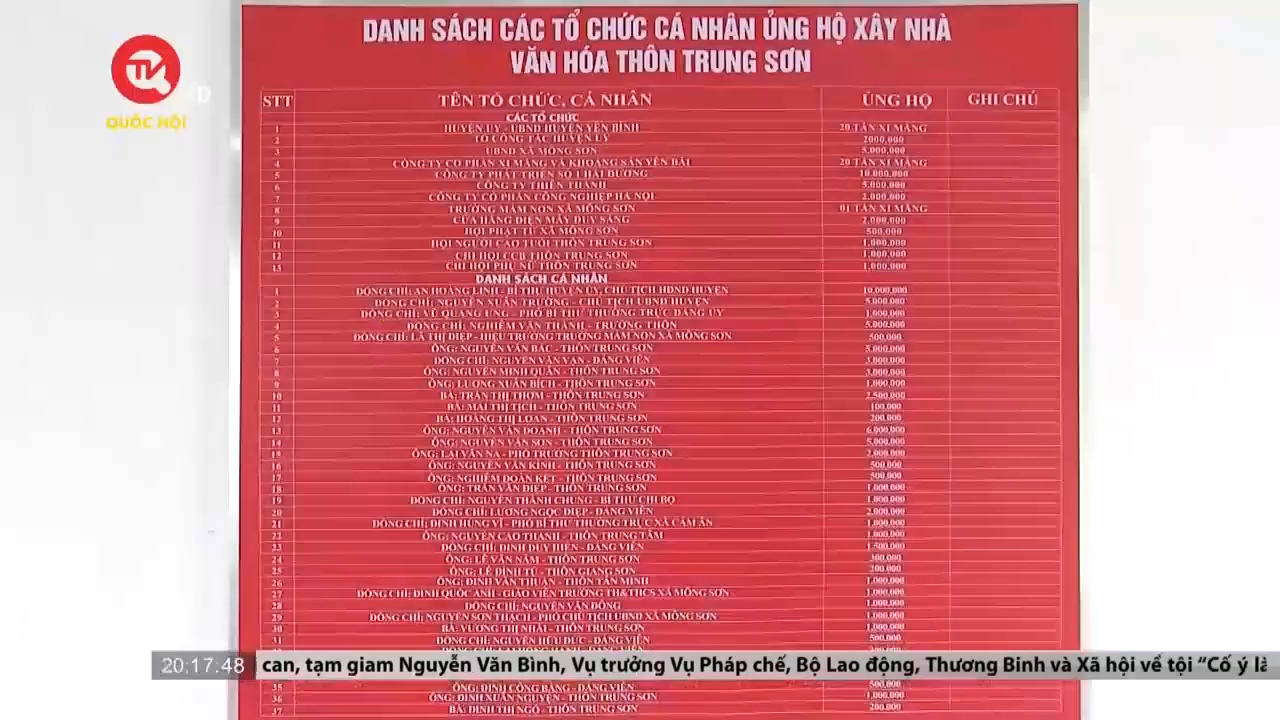 DANH SÁCH CÁC TỔ CHỨC CÁ NHÂN ỦNG HỘ XÂY NHÀ
VĂN HÓA THÔN TRUNG SƠN
QUỐC HỘI
STT TÊN TỔ CHỨC, CÁ NHÂN ỦNG HỘ GHI CHÚ
CÁC TỔ CHỨC
1 HUYỆN ỦY - UBND HUYỆN YÊN BÌNH 20 TẤN XI MĂNG
2 TỔ CÔNG TÁC HUYỆN ỦY 2000,000
3 UBND XÃ MÔNG SƠN 5.000,000
4 CÔNG TY CỔ PHẦN XI MĂNG VÀ KHOÁNG SẢN YÊN BÁI 20 TẤN XI MĂNG
5 CÔNG TY PHÁT TRIỂN SỐ 1 HẢI DƯƠNG 10.000,000
6 CÔNG TY THIÊN THANH 5.000,000
7 CÔNG TY CỔ PHẦN CÔNG NGHIỆP HÀ NỘI 2.000,000
8 TRƯỜNG MẦM NON XÃ MÔNG SƠN 01 TẤN XI MĂNG
9 CỬA HÀNG ĐIỆN MÁY DUY SÁNG 2,000,000
10 HỘI PHẬT TỬ XÃ MÔNG SƠN 500,000
11 HỘI NGƯỜI CAO TUỔI THÔN TRUNG SƠN 1,000,000
12 CHI HỘI CCB THÔN TRUNG SƠN 1,000,000
13 CHI HỘI PHỤ NỮ THÔN TRUNG SƠN 1,000,000
DANH SÁCH CÁ NHÂN
1 ĐỒNG CHÍ: AN HOÀNG LINH - BÍ THƯ HUYỆN ỦY, CHỦ TỊCH HĐND HUYỆN 10,000,000
2 ĐỒNG CHÍ: NGUYỄN XUÂN TRƯỜNG - CHỦ TỊCH UBND HUYỆN 5,000,000
3 ĐỒNG CHÍ: VŨ QUANG ƯNG - PHÓ BÍ THƯ THƯỜNG TRỰC ĐẢNG ỦY 1,000,000
4 ĐỒNG CHÍ: NGHIÊM VĂN THÀNH - TRƯỞNG THÔN 5,000,000
5 ĐỒNG CHÍ: LÃ THỊ DIỆP - HIỆU TRƯỞNG TRƯỜNG MẦM NON XÃ MÔNG SƠN 500,000
6 ÔNG: NGUYỄN VĂN BẮC - THÔN TRUNG SƠN 5,000,000
7 ĐỒNG CHÍ: NGUYỄN VĂN VẠN - ĐẢNG VIÊN 3,000,000
8 ÔNG: NGUYỄN MINH QUÂN - THÔN TRUNG SƠN 3,000,000
9 ÔNG: LƯƠNG XUÂN BÍCH - THÔN TRUNG SƠN 1,000,000
10 BÀ: TRẦN THỊ THƠM - THÔN TRUNG SƠN 2,500,000
11 BÀ: MAI THỊ TỊCH - THÔN TRUNG SƠN 100,000
12 BÀ: HOÀNG THỊ LOAN - THÔN TRUNG SƠN 200,000
13 ÔNG: NGUYỄN VĂN DOANH - THÔN TRUNG SƠN 6,000,000
14 ÔNG: NGUYỄN VĂN SƠN - THÔN TRUNG SƠN 5,000,000
15 ÔNG: LẠI VĂN NA - PHÓ TRƯỞNG THÔN TRUNG SƠN 2,000,000
16 ÔNG: NGUYỄN VĂN KÍNH - THÔN TRUNG SƠN 500,000
17 ÔNG: NGHIÊM ĐOÀN KẾT - THÔN TRUNG SƠN 500,000
18 ÔNG: TRẦN VĂN ĐIỆP - THÔN TRUNG SƠN 1,000,000
19 ĐỒNG CHÍ: NGUYỄN THÀNH CHUNG - BÍ THƯ CHI BỘ 1,000,000
20 ĐỒNG CHÍ: LƯƠNG NGỌC DIỆP - ĐẢNG VIÊN 2,000,000
21 ĐỒNG CHÍ: ĐINH HÙNG VĨ - PHÓ BÍ THƯ THƯỜNG TRỰC XÃ CẢM ÂN 1,000,000
22 ÔNG: NGUYỄN CAO THANH - THÔN TRUNG TÂM 1,000,000
23 ĐỒNG CHÍ: ĐINH DUY HIỂN - ĐẢNG VIÊN 1,500,000
24 ÔNG: LÊ VĂN NĂM - THÔN TRUNG SƠN 300,000
25 ÔNG: LÊ ĐÌNH TÚ - THÔN GIANG SƠN 200,000
26 ÔNG: ĐINH VĂN THUẬN - THÔN TÂN MINH 1,000,000
27 ĐỒNG CHÍ: ĐINH QUỐC ANH - GIÁO VIÊN TRƯỜNG TH&THCS XÃ MÔNG SƠN 1,000,000
28 ĐỒNG CHÍ: NGUYỄN VĂN ĐÔNG 1,000,000
29 ĐỒNG CHÍ: NGUYỄN SƠN THẠCH - PHÓ CHỦ TỊCH UBND XÃ MÔNG SƠN 1,000,000
30 BÀ: VƯƠNG THỊ NHÀI - THÔN TRUNG SƠN 1,000,000
31 ĐỒNG CHÍ: NGUYỄN HỮU ĐỨC - ĐẢNG VIÊN 500,000
20:17:48 can, tạm giam Nguyễn Văn Bình, Vụ trưởng Vụ Pháp chế, Bộ Lao động, Thương Binh và Xã hội về tội “Cố ý là
35 ÔNG: ĐINH CÔNG BẰNG - ĐẢNG VIÊN 500,000
36 ÔNG: ĐINH XUÂN NGUYỆN - THÔN TRUNG SƠN 1,000,000
37 BÀ: ĐINH THỊ NGỌ - THÔN TRUNG SƠN 200,000